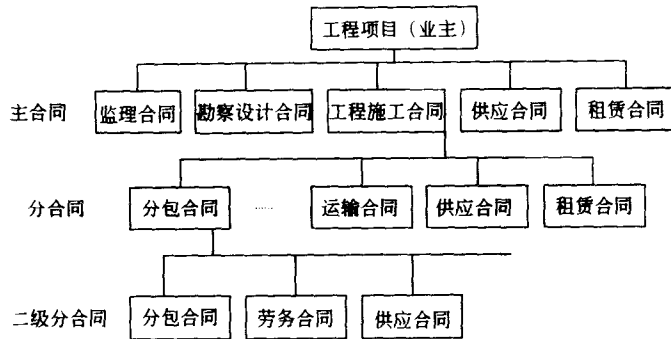 工程项目（业主）
主合同 监理合同 勘察设计合同 工程施工合同 供应合同 租赁合同
分合同 分包合同 …… 运输合同 供应合同 租赁合同
二级分合同 分包合同 劳务合同 供应合同